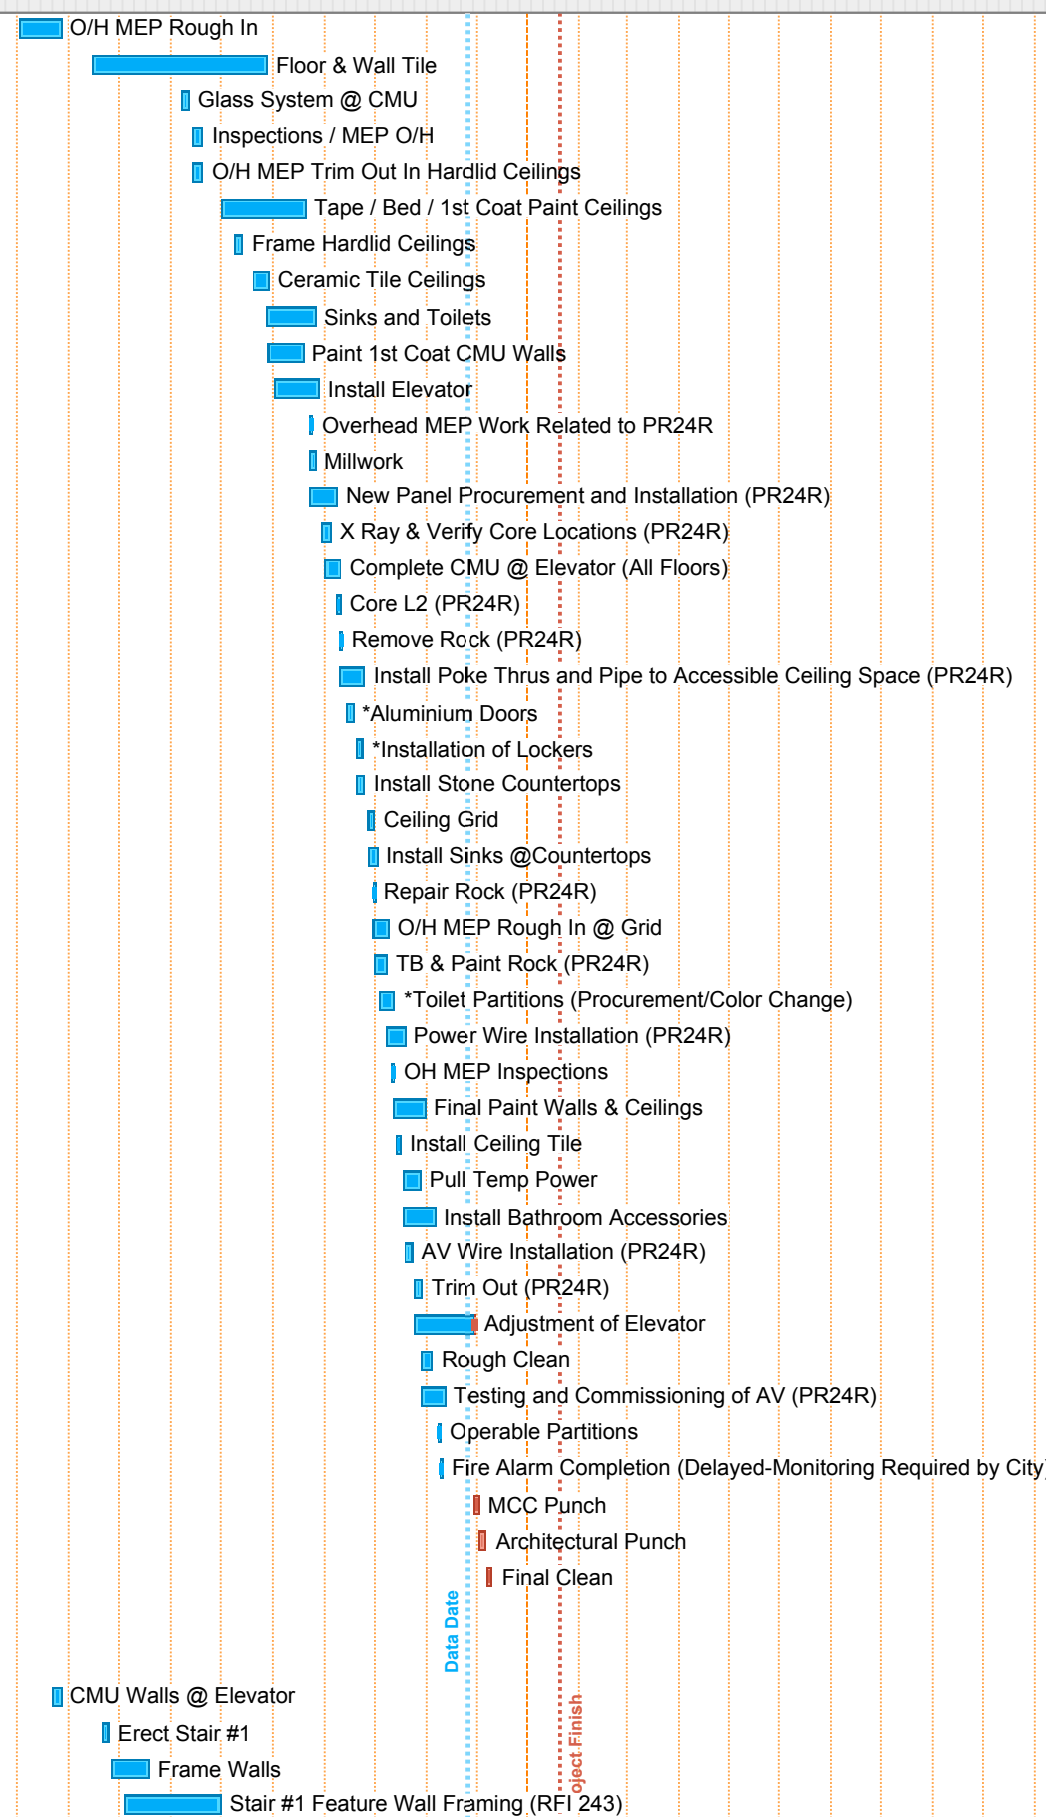 O/H MEP Rough In
Floor & Wall Tile
Glass System @ CMU
Inspections / MEP O/H
O/H MEP Trim Out In Hardlid Ceilings
Tape / Bed / 1st Coat Paint Ceilings
Frame Hardlid Ceilings
Ceramic Tile Ceilings
Sinks and Toilets
Paint 1st Coat CMU Walls
Install Elevator
Overhead MEP Work Related to PR24R
Millwork
New Panel Procurement and Installation (PR24R)
X Ray & Verify Core Locations (PR24R)
Complete CMU @ Elevator (All Floors)
Core L2 (PR24R)
Remove Rock (PR24R)
Install Poke Thrus and Pipe to Accessible Ceiling Space (PR24R)
*Aluminium Doors
*Installation of Lockers
Install Stone Countertops
Ceiling Grid
Install Sinks @Countertops
Repair Rock (PR24R)
O/H MEP Rough In @ Grid
TB & Paint Rock (PR24R)
*Toilet Partitions (Procurement/Color Change)
Power Wire Installation (PR24R)
OH MEP Inspections
Final Paint Walls & Ceilings
Install Ceiling Tile
Pull Temp Power
Install Bathroom Accessories
AV Wire Installation (PR24R)
Trim Out (PR24R)
Adjustment of Elevator
Rough Clean
Testing and Commissioning of AV (PR24R)
Operable Partitions
Fire Alarm Completion (Delayed-Monitoring Required by City)
MCC Punch
Architectural Punch
Final Clean
Data Date
CMU Walls @ Elevator
Erect Stair #1
oject Finish
Frame Walls
Stair #1 Feature Wall Framing (RFI 243)